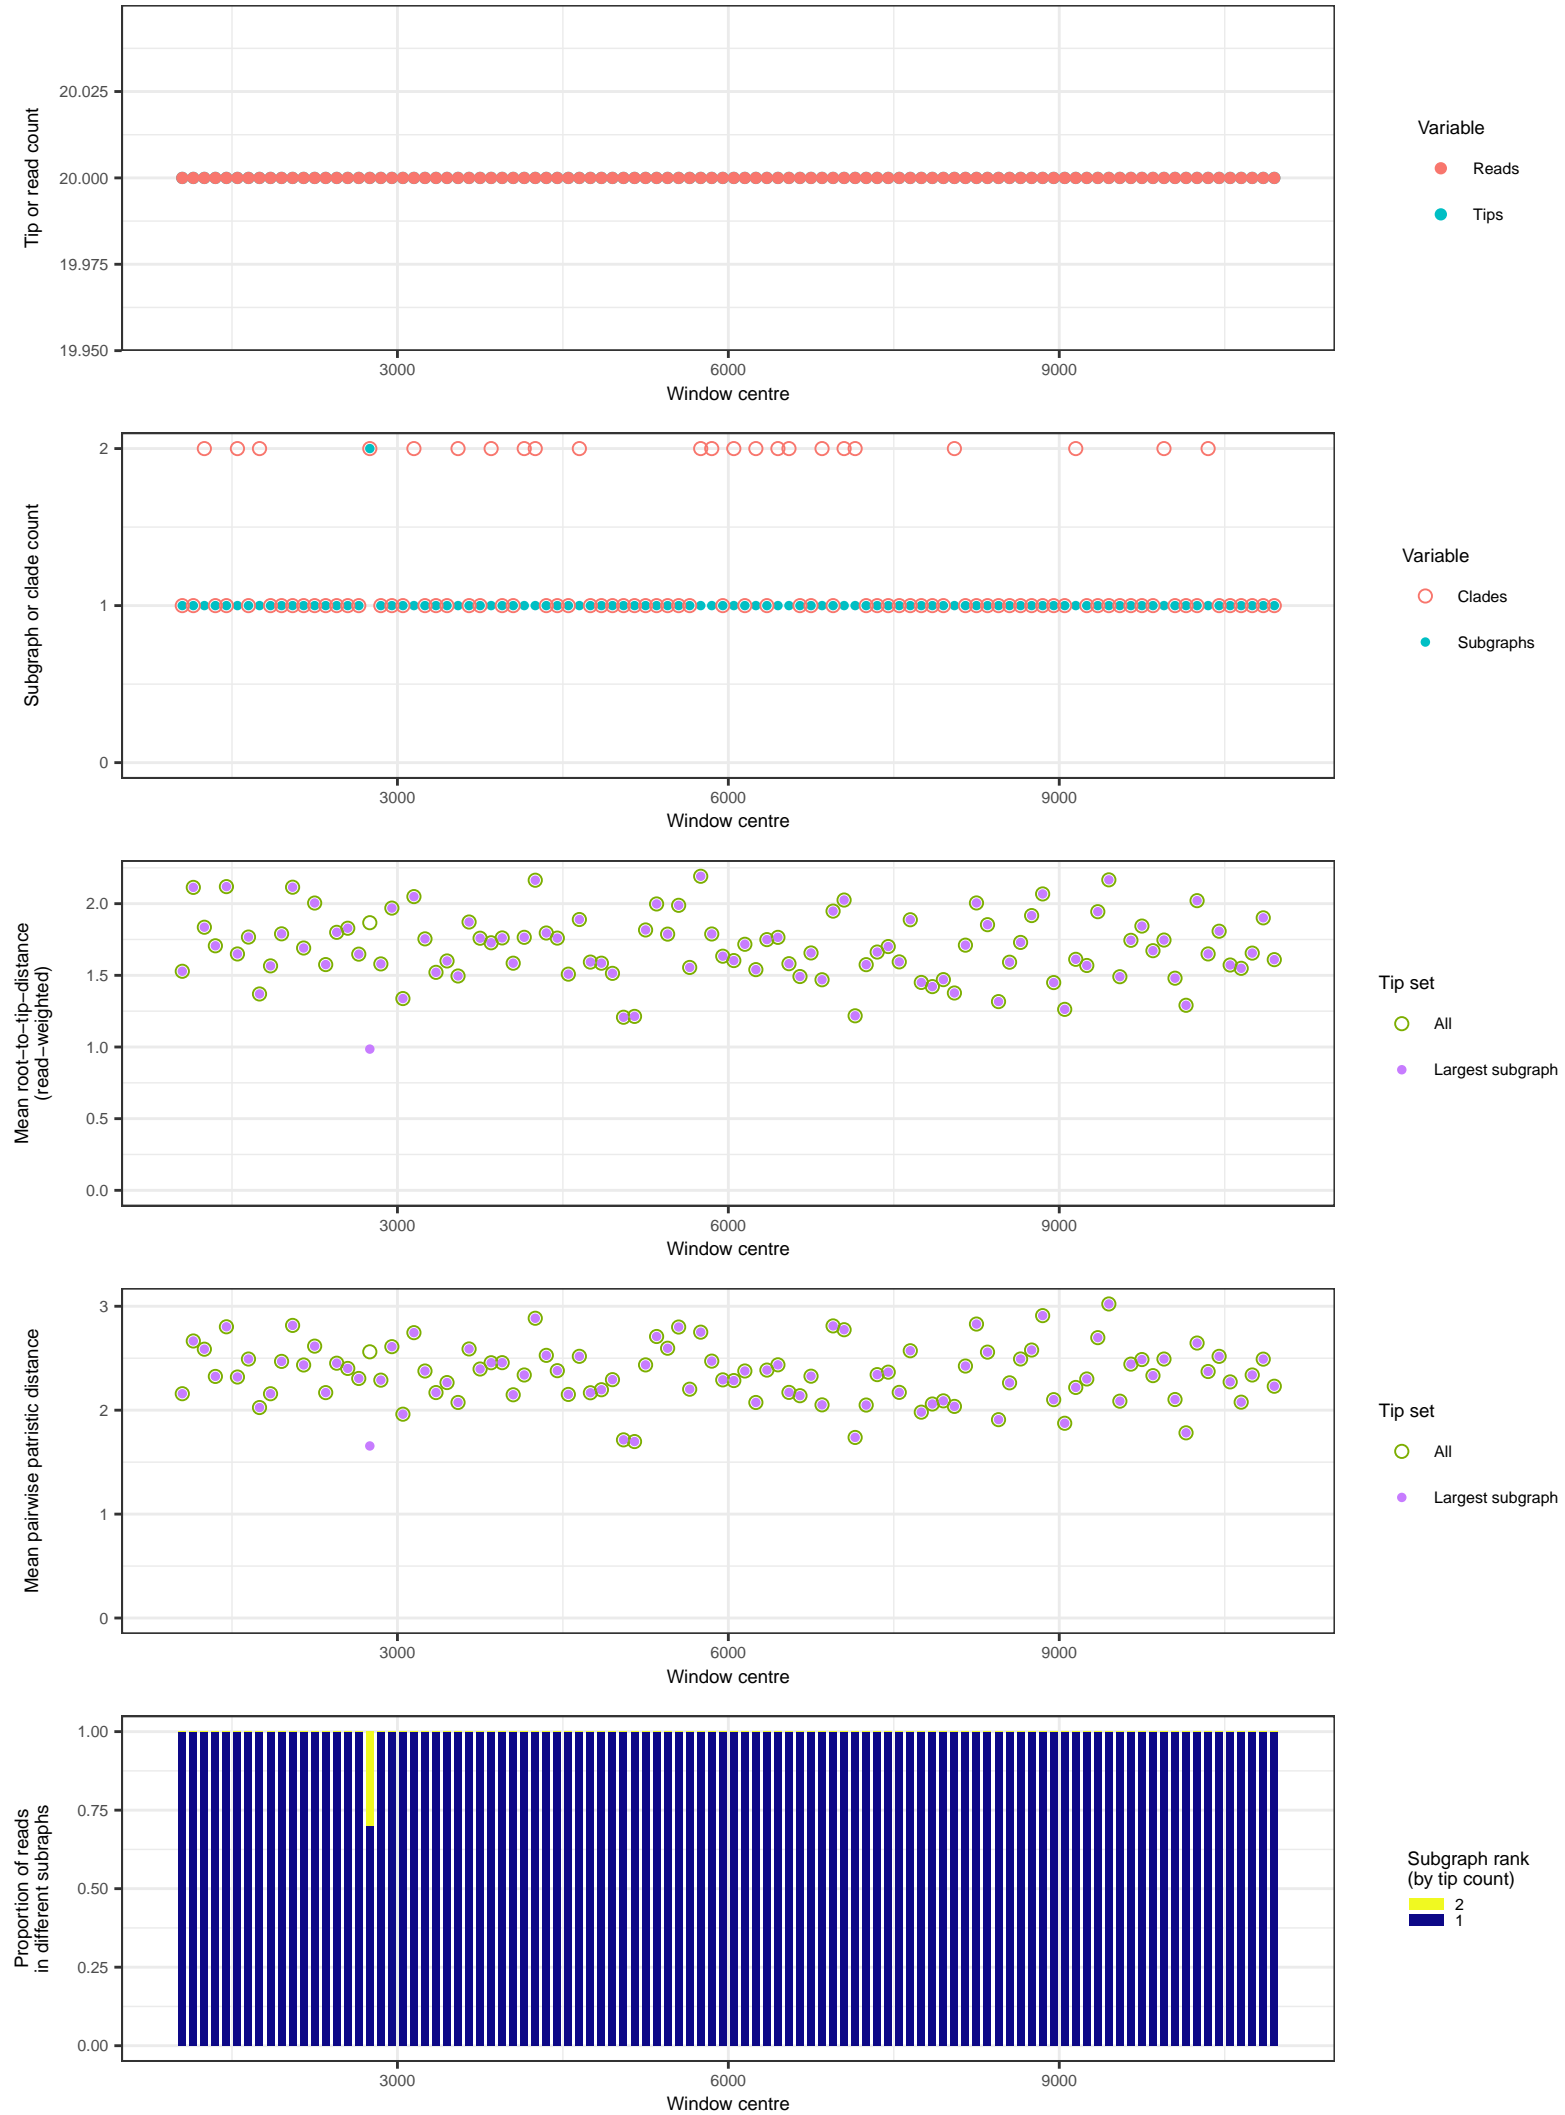 20.025
20.000
19.975
19.950
Tip or read count
3000 6000 9000
Window centre
Variable
Reads
Tips
2
1
0
Subgraph or clade count
3000 6000 9000
Window centre
Variable
Clades
Subgraphs
2.0
1.5
1.0
0.5
0.0
Mean root−to−tip−distance
(read−weighted)
3000 6000 9000
Window centre
Tip set
All
Largest subgraph
3
2
1
0
Mean pairwise patristic distance
3000 6000 9000
Window centre
Tip set
All
Largest subgraph
1.00
0.75
0.50
0.25
0.00
Proportion of reads
in different subraphs
3000 6000 9000
Window centre
Subgraph rank
(by tip count)
2
1